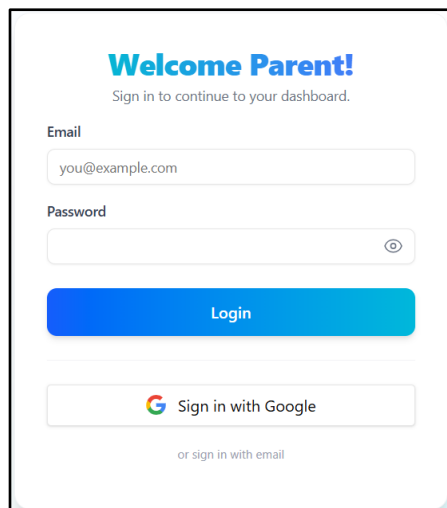 Welcome Parent!
Sign in to continue to your dashboard.
Email
you@example.com
Password
Login
Sign in with Google
or sign in with email